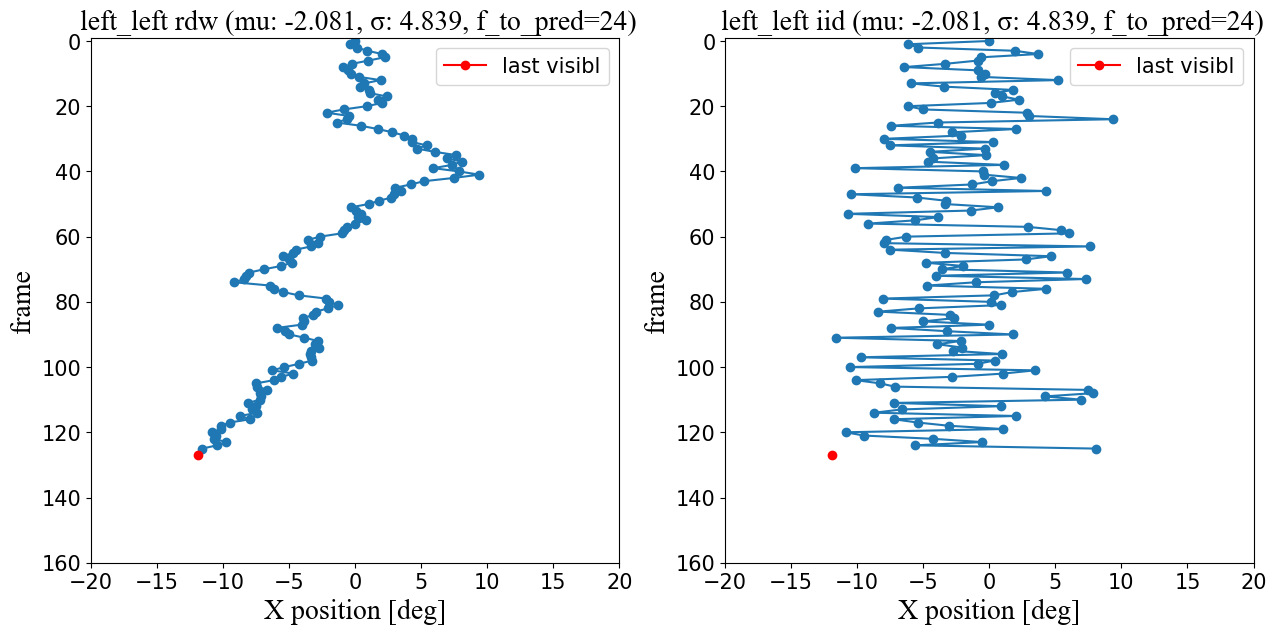 left_left rdw (mu: -2.081, σ: 4.839, f_to_pred=24)
last visibl
0
20
40
60
80
100
120
140
160
frame
−20 −15 −10 −5 0 5 10 15 20
X position [deg]
left_left iid (mu: -2.081, σ: 4.839, f_to_pred=24)
last visibl
0
20
40
60
80
100
120
140
160
frame
−20 −15 −10 −5 0 5 10 15 20
X position [deg]